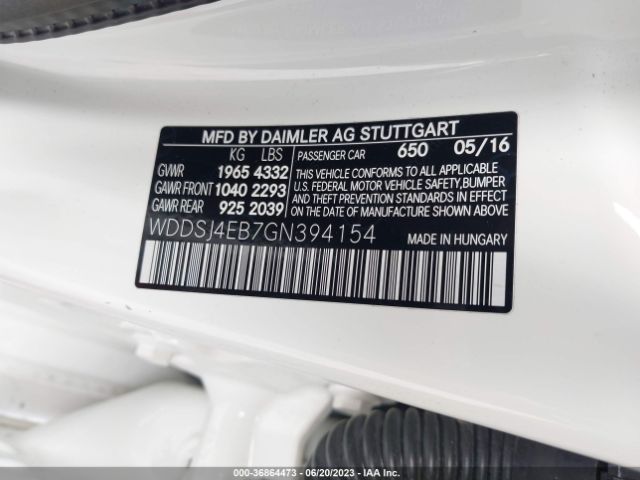 MFD BY DAIMLER AG STUTTGART
KG LBS
GVWR 1965 4332
GAWR FRONT 1040 2293
GAWR REAR 925 2039
PASSENGER CAR 650 05/16
THIS VEHICLE CONFORMS TO ALL APPLICABLE
U.S. FEDERAL MOTOR VEHICLE SAFETY,BUMPER
AND THEFT PREVENTION STANDARDS IN EFFECT
ON THE DATE OF MANUFACTURE SHOWN ABOVE.
WDDSJ4EB7GN394154 MADE IN HUNGARY
000-36864473 - 06/20/2023 - IAA Inc.